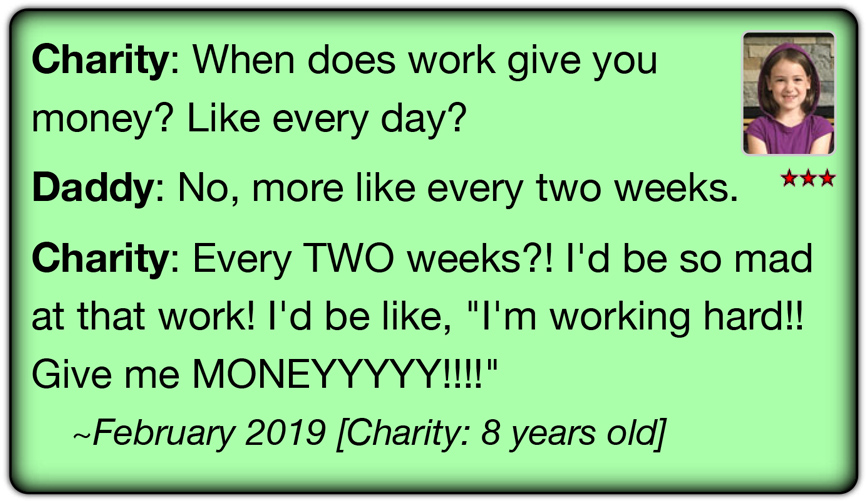 Charity: When does work give you
money? Like every day?
Daddy: No, more like every two weeks.
Charity: Every TWO weeks?! I'd be so mad
at that work! I'd be like, "I'm working hard!!
Give me MONEYYYYY!!!!"
~February 2019 [Charity: 8 years old]